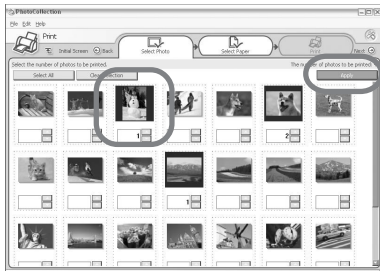 PhotoCollection
File Edit Help
Print
Initial Screen Back
Select Photo
Select Paper
Print
Next
Select the number of photos to be printed.
The number of photos to be printed:
Select All
Clear Selection
Apply
1
2
1